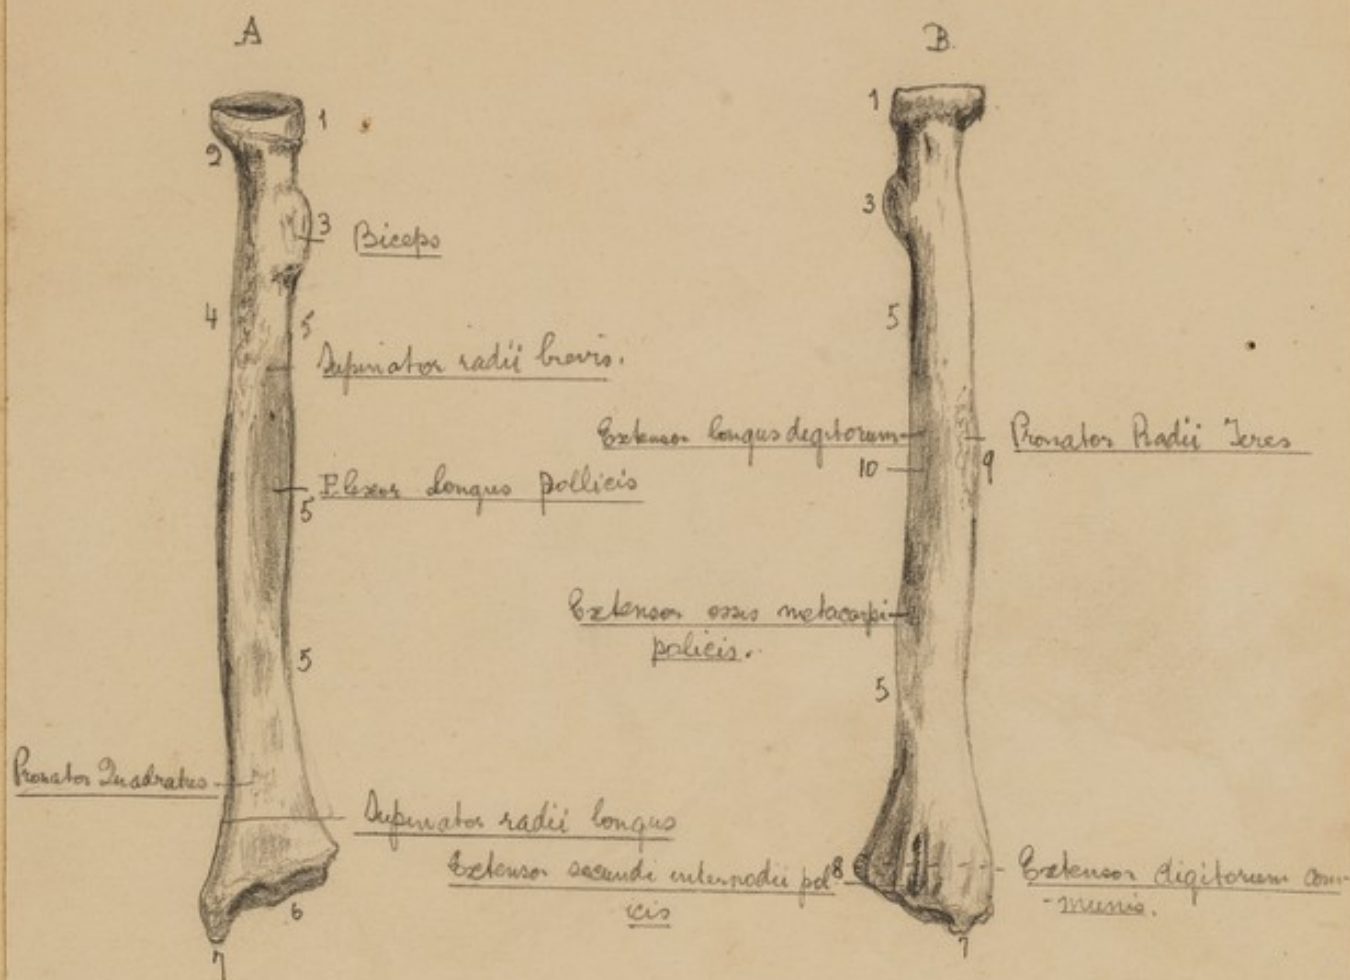 A
1
2
3
Biceps
4
5
Supinator radii brevis.
Flexor Longus pollicis
5
5
Pronator Quadratus
Supinator radii longus
6
7
B.
1
3
5
Extensor longus degitorum
Pronator Radii Teres
10
9
Extensor ossis metacarpi
policis.
5
Extensor secundi internodii pol
icis
8
Extensor digitorum com-
-munis.
7